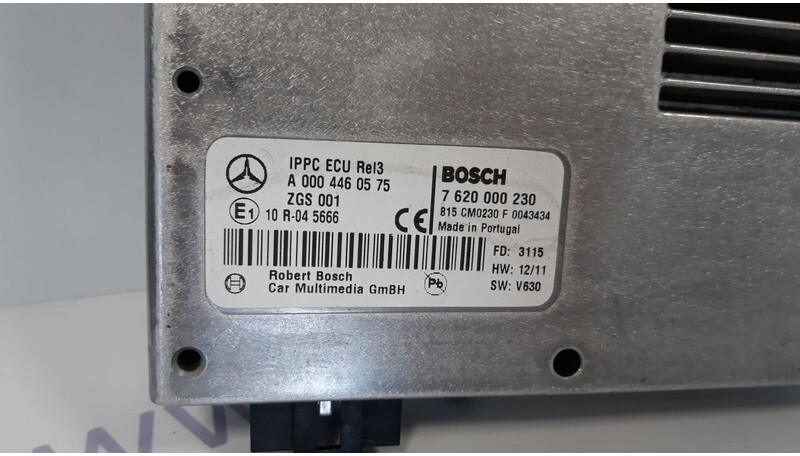 IPPC ECU Rel3
A 000 446 05 75
ZGS 001
E1 10 R-04 5666
CE
BOSCH
7 620 000 230
815 CM0230 F 0043434
Made in Portugal
FD: 3115
HW: 12/11
SW: V630
Robert Bosch
Car Multimedia GmBH
Pb